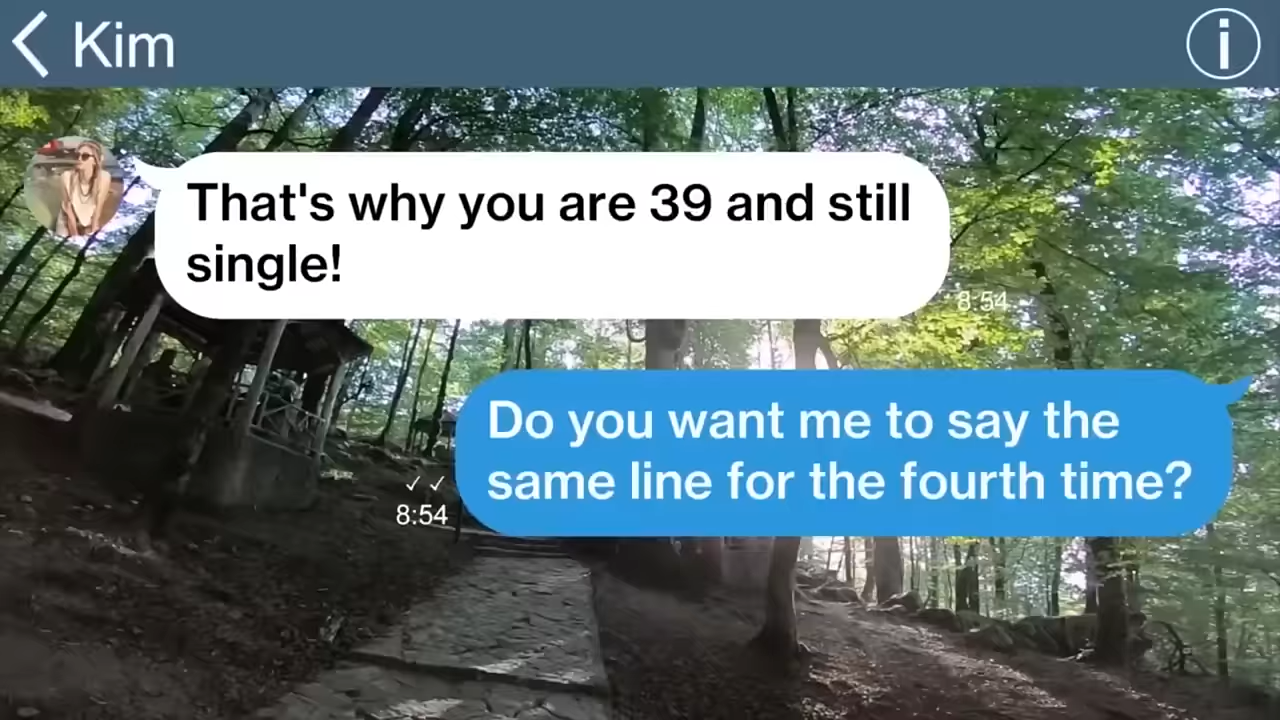 Kim
That's why you are 39 and still
single!
8:54
Do you want me to say the
same line for the fourth time?
8:54